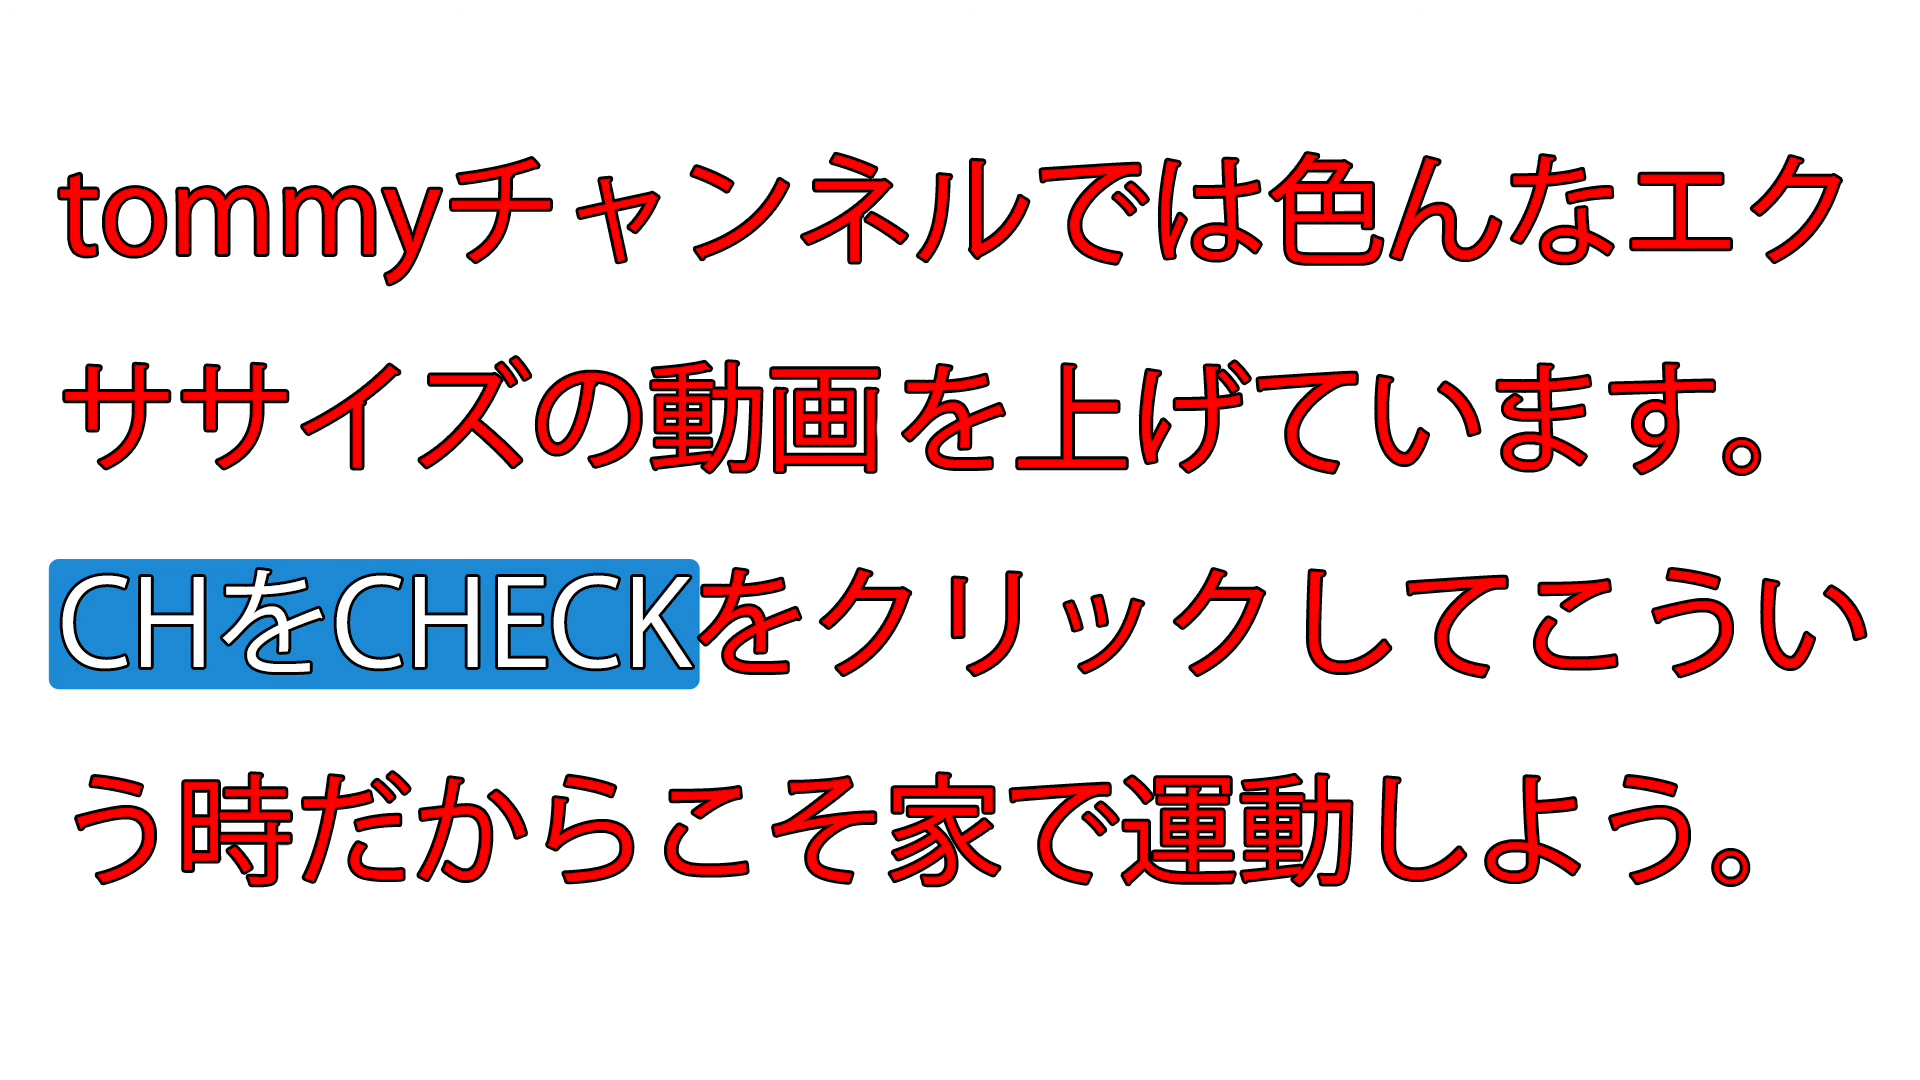 tommyチャンネルでは色んなエク
ササイズの動画を上げています。
CHをCHECKをクリックしてこうい
う時だからこそ家で運動しよう。